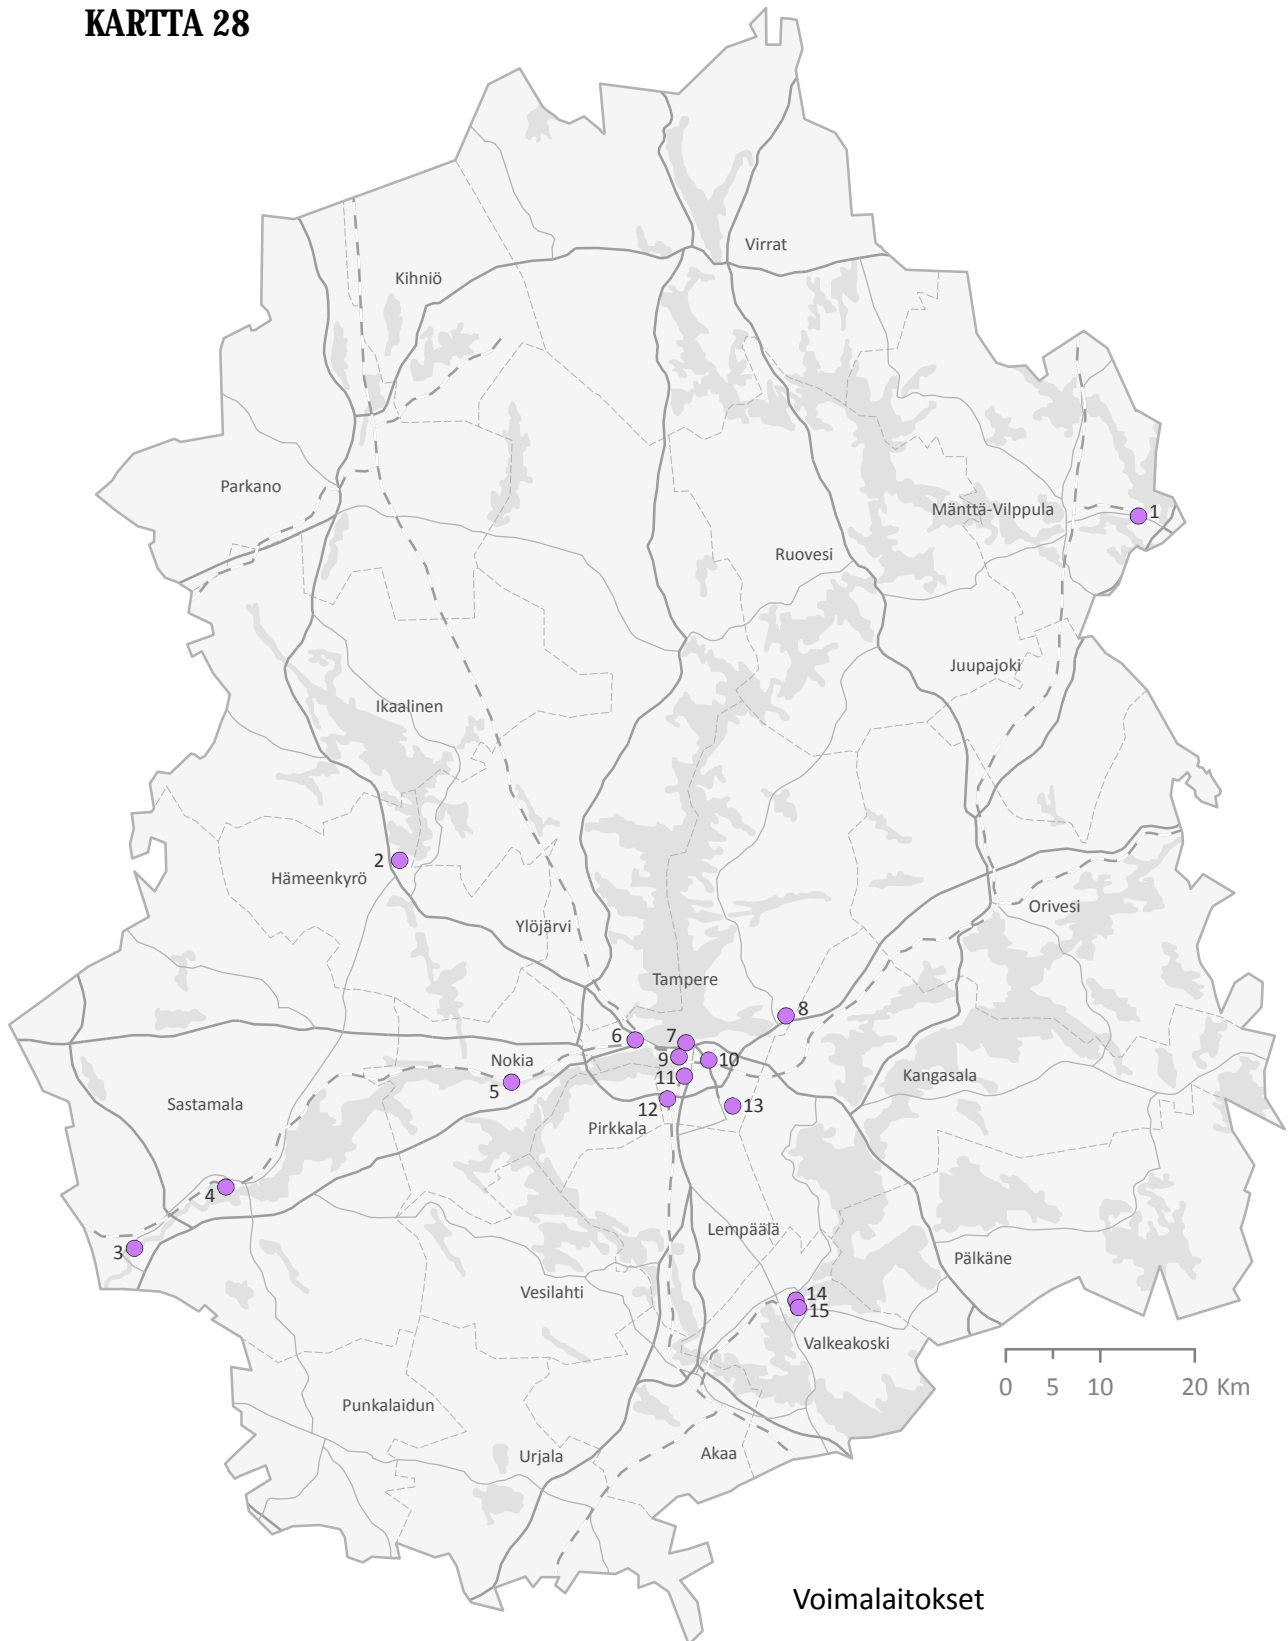 KARTTA 28
Virrat
Kihniö
Parkano
Mänttä-Vilppula
1
Ruovesi
Juupajoki
Ikaalinen
2
Hämeenkyrö
Orivesi
Ylöjärvi
Tampere
8
6
7
Nokia
9
10
5
11
Kangasala
Sastamala
12
13
Pirkkala
4
Lempäälä
3
Pälkäne
Vesilahti
14
15
Valkeakoski
0 5 10 20 Km
Punkalaidun
Urjala
Akaa
Voimalaitokset